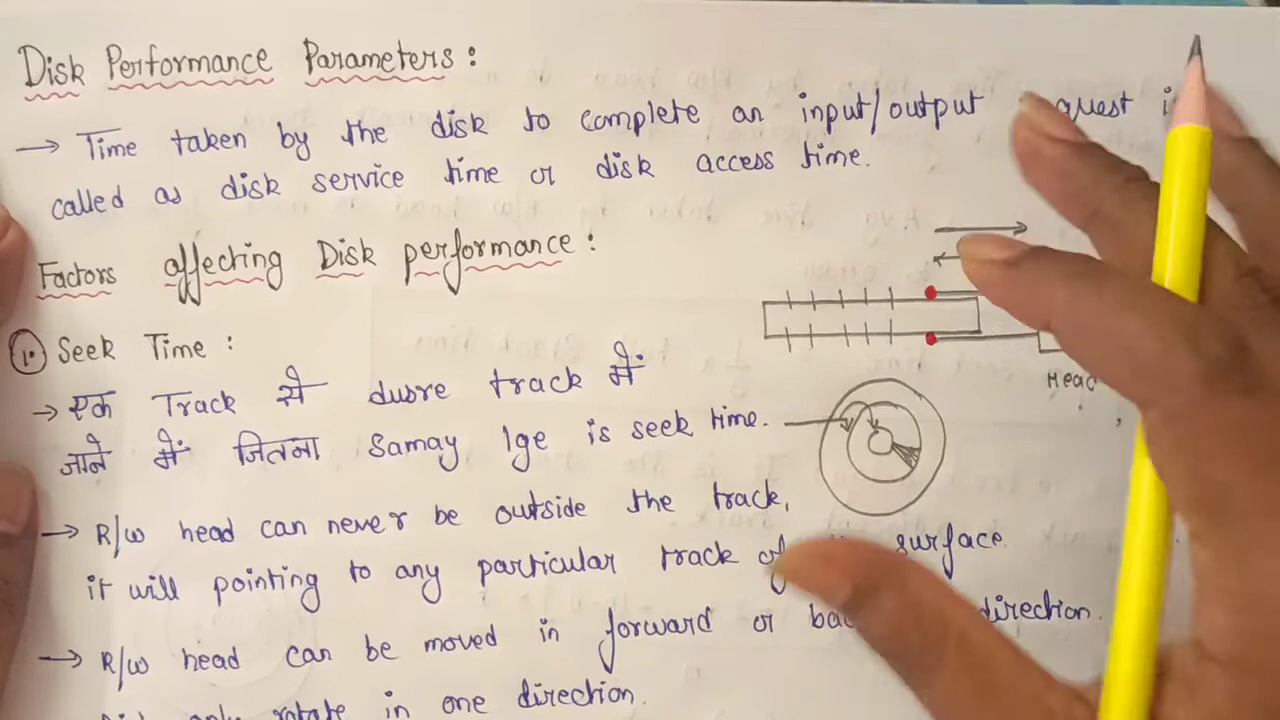 Disk Performance Parameters :
→ Time taken by the disk to complete an input/output
called as disk service time or disk access time.
Factors affecting Disk performance :
1. Seek Time :
→ एक Track से dusre track में
जाने में जितना Samay lge is seek time.
Head
→ R/w head can never be outside the track,
it will pointing to any particular track surface
→ R/w head can be moved in forward or direction.
only rotate in one direction.